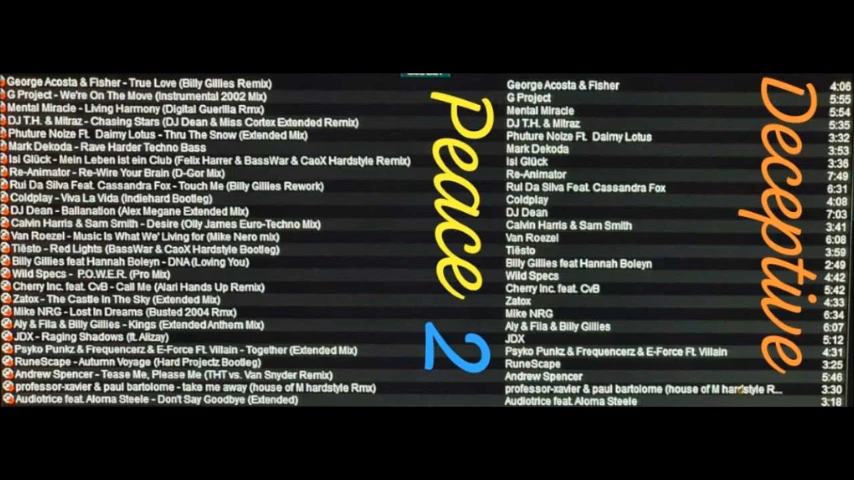 George Acosta & Fisher - True Love (Billy Gillies Remix) George Acosta & Fisher 4:06
G Project - We're On The Move (Instrumental 2002 Mix) G Project 5:55
Mental Miracle - Living Harmony (Digital Guerilla Rmx) Mental Miracle 5:54
DJ T.H. & Mitraz - Chasing Stars (DJ Dean & Miss Cortex Extended Remix) DJ T.H. & Mitraz 5:35
Phuture Noize Ft. Daimy Lotus - Thru The Snow (Extended Mix) Phuture Noize Ft. Daimy Lotus 3:32
Mark Dekoda - Rave Harder Techno Bass Mark Dekoda 3:53
Isi Glück - Mein Leben ist ein Club (Felix Harrer & BassWar & CaoX Hardstyle Remix) Isi Glück 3:36
Re-Animator - Re-Wire Your Brain (D-Gor Mix) Re-Animator 7:49
Rui Da Silva Feat. Cassandra Fox - Touch Me (Billy Gillies Rework) Rui Da Silva Feat. Cassandra Fox 6:31
Coldplay - Viva La Vida (Indiehard Bootleg) Coldplay 4:08
DJ Dean - Ballanation (Alex Megane Extended Mix) DJ Dean 7:03
Calvin Harris & Sam Smith - Desire (Olly James Euro-Techno Mix) Calvin Harris & Sam Smith 3:41
Van Roezel - Music Is What We' Living for (Mike Nero mix) Van Roezel 6:08
Tiësto - Red Lights (BassWar & CaoX Hardstyle Bootleg) Tiësto 3:59
Billy Gillies feat Hannah Boleyn - DNA (Loving You) Billy Gillies feat Hannah Boleyn 2:49
Wild Specs - P.O.W.E.R. (Pro Mix) Wild Specs 4:42
Cherry Inc. feat. CvB - Call Me (Alari Hands Up Remix) Cherry Inc. feat. CvB 5:42
Zatox - The Castle In The Sky (Extended Mix) Zatox 4:33
Mike NRG - Lost In Dreams (Busted 2004 Rmx) Mike NRG 6:34
Aly & Fila & Billy Gillies - Kings (Extended Anthem Mix) Aly & Fila & Billy Gillies 6:07
JDX - Raging Shadows (ft. Alizay) JDX 5:12
Psyko Punkz & Frequencerz & E-Force Ft. Villain - Together (Extended Mix) Psyko Punkz & Frequencerz & E-Force Ft. Villain 4:31
RuneScape - Autumn Voyage (Hard Projectz Bootleg) RuneScape 3:25
Andrew Spencer - Tease Me, Please Me (THT vs. Van Snyder Remix) Andrew Spencer 5:46
professor-xavier & paul bartolome - take me away (house of M hardstyle Rmx) professor-xavier & paul bartolome (house of M hardstyle R... 3:30
Audiotrice feat. Aloma Steele - Don't Say Goodbye (Extended) Audiotrice feat. Aloma Steele 3:18
Peace 2
Deceptive